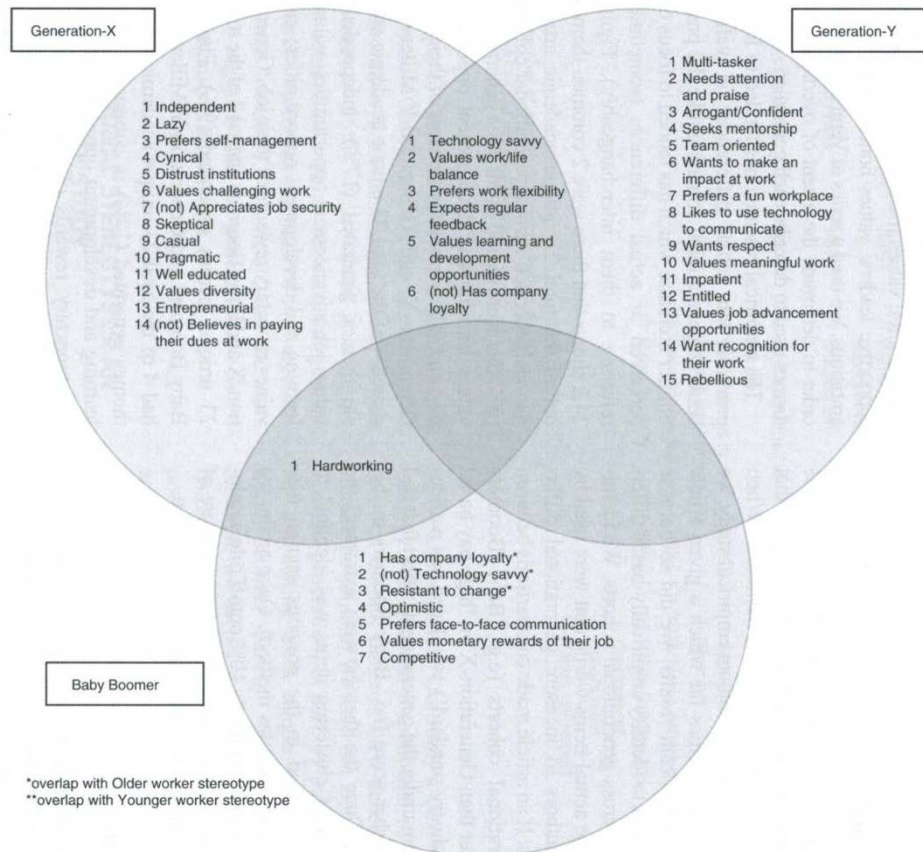 Generation-X
Generation-Y
1 Independent
2 Lazy
3 Prefers self-management
4 Cynical
5 Distrust institutions
6 Values challenging work
7 (not) Appreciates job security
8 Skeptical
9 Casual
10 Pragmatic
11 Well educated
12 Values diversity
13 Entrepreneurial
14 (not) Believes in paying
their dues at work
1 Technology savvy
2 Values work/life
balance
3 Prefers work flexibility
4 Expects regular
feedback
5 Values learning and
development
opportunities
6 (not) Has company
loyalty
1 Multi-tasker
2 Needs attention
and praise
3 Arrogant/Confident
4 Seeks mentorship
5 Team oriented
6 Wants to make an
impact at work
7 Prefers a fun workplace
8 Likes to use technology
to communicate
9 Wants respect
10 Values meaningful work
11 Impatient
12 Entitled
13 Values job advancement
opportunities
14 Want recognition for
their work
15 Rebellious
1 Hardworking
1 Has company loyalty*
2 (not) Technology savvy*
3 Resistant to change*
4 Optimistic
5 Prefers face-to-face communication
6 Values monetary rewards of their job
7 Competitive
Baby Boomer
*overlap with Older worker stereotype
**overlap with Younger worker stereotype